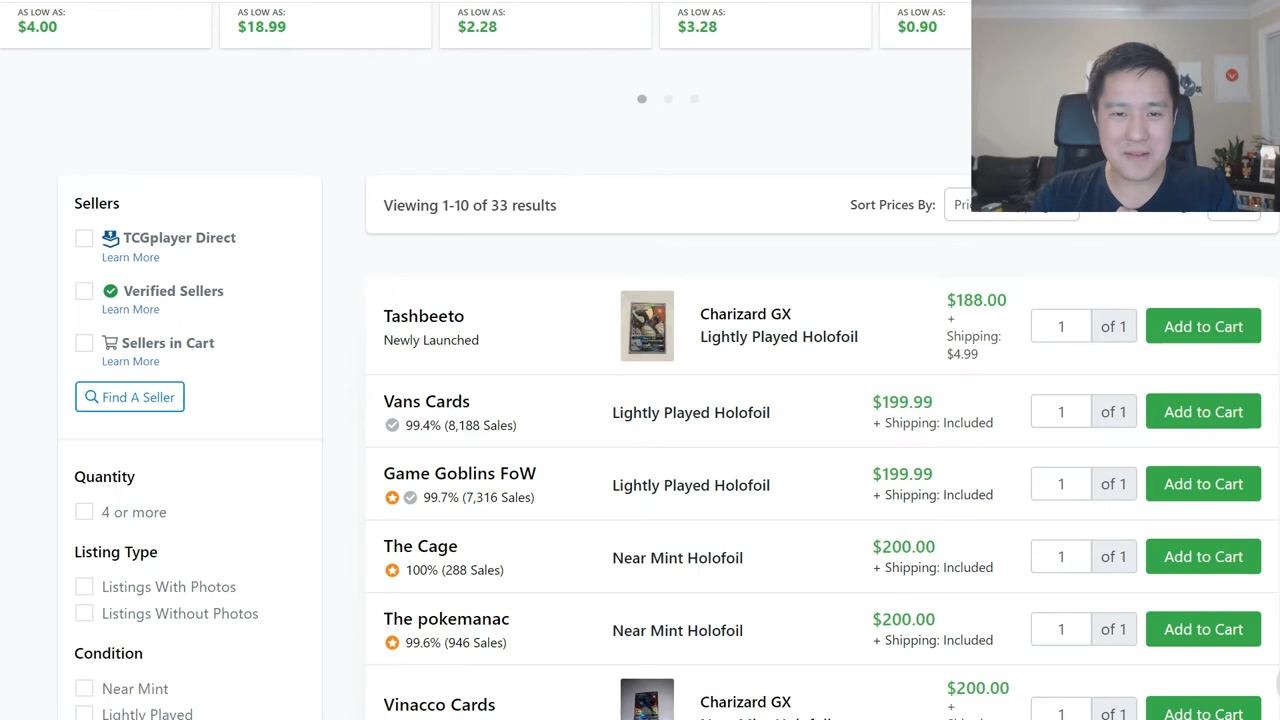 AS LOW AS:
$4.00
AS LOW AS:
$18.99
AS LOW AS:
$2.28
AS LOW AS:
$3.28
AS LOW AS:
$0.90
Sellers
TCGplayer Direct
Learn More
Verified Sellers
Learn More
Sellers in Cart
Learn More
Find A Seller
Quantity
4 or more
Listing Type
Listings With Photos
Listings Without Photos
Condition
Near Mint
Lightly Played
Viewing 1-10 of 33 results
Sort Prices By:
Tashbeeto
Newly Launched
Charizard GX
Lightly Played Holofoil
$188.00
+
Shipping:
$4.99
1 of 1 Add to Cart
Vans Cards
99.4% (8,188 Sales)
Lightly Played Holofoil
$199.99
+ Shipping: Included
1 of 1 Add to Cart
Game Goblins FoW
99.7% (7,316 Sales)
Lightly Played Holofoil
$199.99
+ Shipping: Included
1 of 1 Add to Cart
The Cage
100% (288 Sales)
Near Mint Holofoil
$200.00
+ Shipping: Included
1 of 1 Add to Cart
The pokemanac
99.6% (946 Sales)
Near Mint Holofoil
$200.00
+ Shipping: Included
1 of 1 Add to Cart
Vinacco Cards
Charizard GX
$200.00
+
1 of 1 Add to Cart